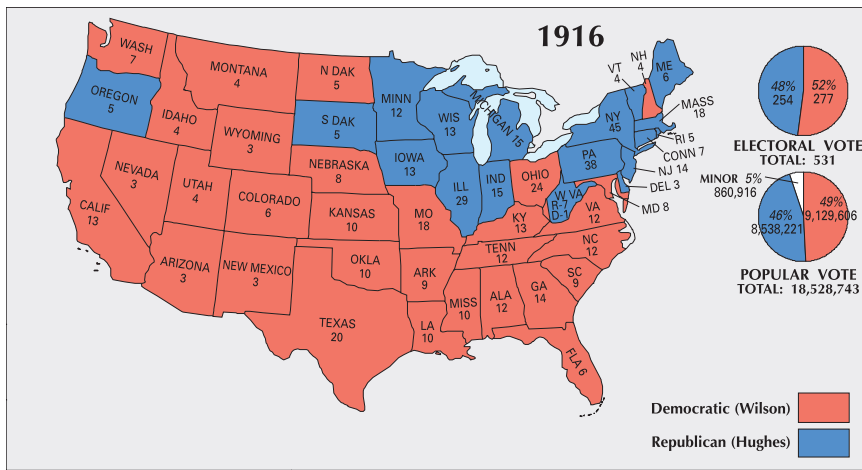 1916
WASH
7
OREGON
5
CALIF
13
NEVADA
3
IDAHO
4
MONTANA
4
WYOMING
3
UTAH
4
COLORADO
6
ARIZONA
3
NEW MEXICO
3
N DAK
5
S DAK
5
NEBRASKA
8
KANSAS
10
OKLA
10
TEXAS
20
MINN
12
IOWA
13
MO
18
ARK
9
LA
10
WIS
13
ILL
29
MICHIGAN 15
IND
15
OHIO
24
KY
13
TENN
12
MISS
10
ALA
12
GA
14
FLA 6
SC
9
NC
12
VA
12
W VA
R-7
D-1
PA
38
NY
45
VT
4
NH
4
ME
6
MASS
18
RI 5
CONN 7
NJ 14
DEL 3
MD 8
48%
254
52%
277
ELECTORAL VOTE
TOTAL: 531
MINOR 5%
860,916
46%
8,538,221
49%
9,129,606
POPULAR VOTE
TOTAL: 18,528,743
Democratic (Wilson)
Republican (Hughes)